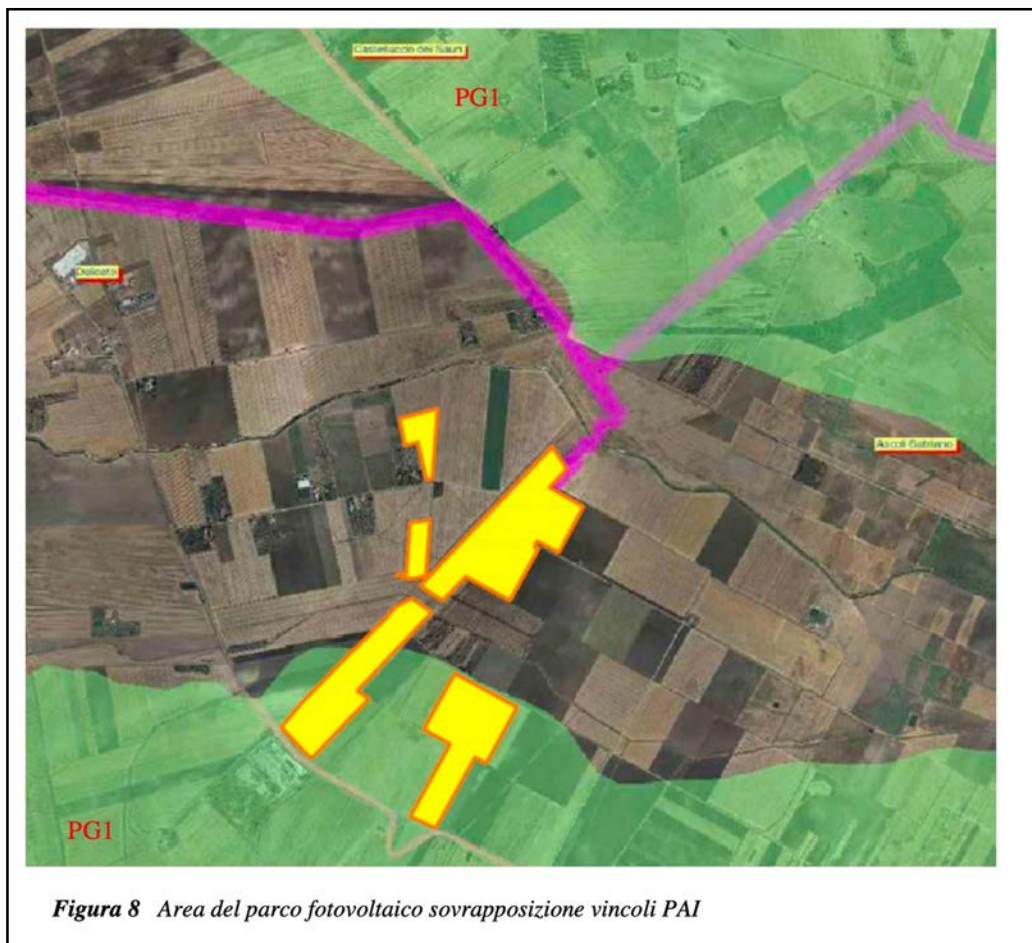 Castelluccio dei Sauri
PG1
Deliceto
Ascoli Satriano
PG1
Figura 8 Area del parco fotovoltaico sovrapposizione vincoli PAI